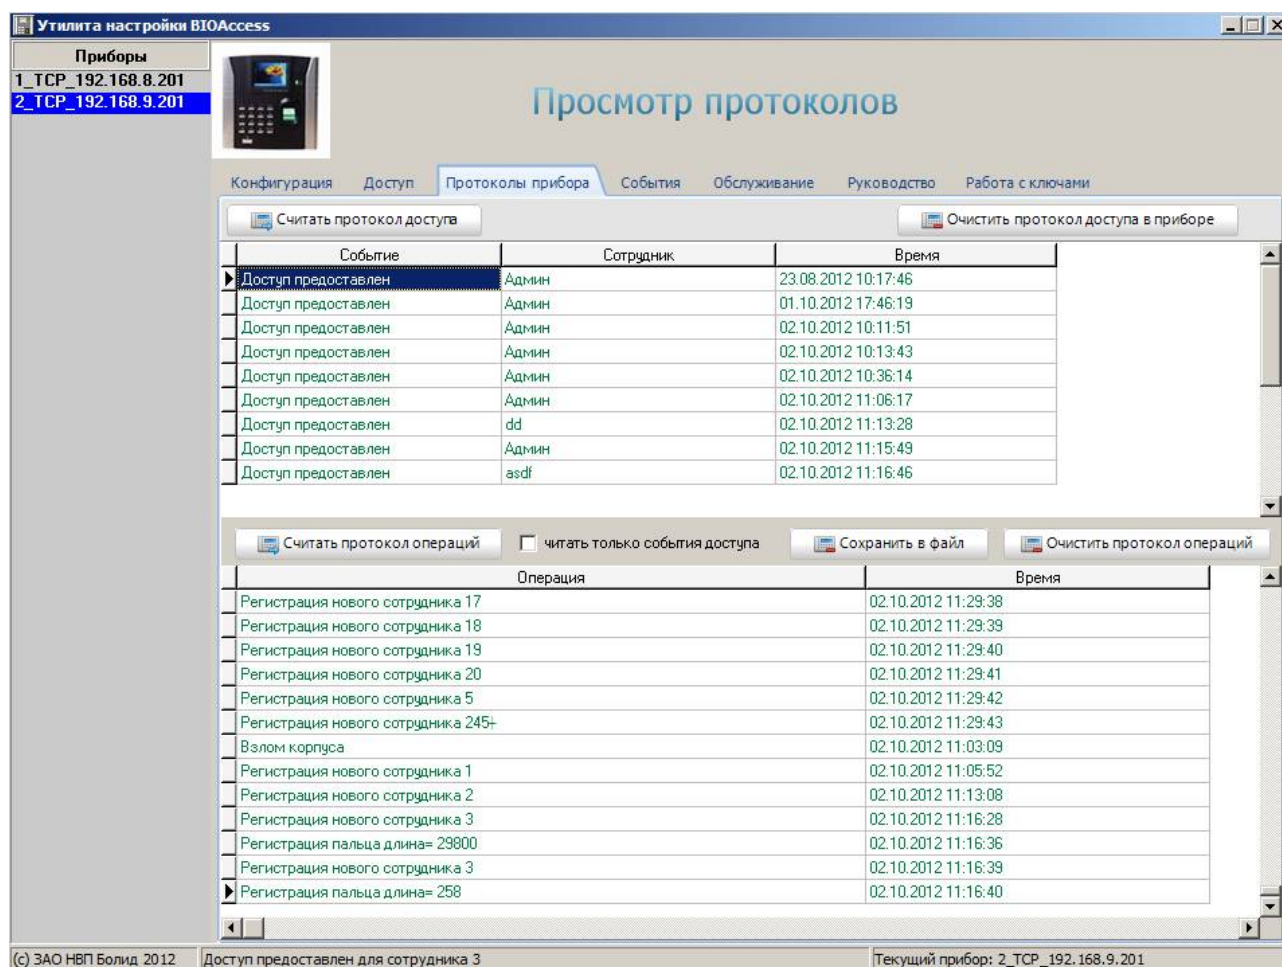 Утилита настройки BIOAccess
Приборы
1_TCP_192.168.8.201
2_TCP_192.168.9.201
Просмотр протоколов
Конфигурация Доступ Протоколы прибора События Обслуживание Руководство Работа с ключами
Считать протокол доступа Очистить протокол доступа в приборе
Событие Сотрудник Время
Доступ предоставлен Админ 23.08.2012 10:17:46
Доступ предоставлен Админ 01.10.2012 17:46:19
Доступ предоставлен Админ 02.10.2012 10:11:51
Доступ предоставлен Админ 02.10.2012 10:13:43
Доступ предоставлен Админ 02.10.2012 10:36:14
Доступ предоставлен Админ 02.10.2012 11:06:17
Доступ предоставлен dd 02.10.2012 11:13:28
Доступ предоставлен Админ 02.10.2012 11:15:49
Доступ предоставлен asdf 02.10.2012 11:16:46
Считать протокол операций читать только события доступа Сохранить в файл Очистить протокол операций
Операция Время
Регистрация нового сотрудника 17 02.10.2012 11:29:38
Регистрация нового сотрудника 18 02.10.2012 11:29:39
Регистрация нового сотрудника 19 02.10.2012 11:29:40
Регистрация нового сотрудника 20 02.10.2012 11:29:41
Регистрация нового сотрудника 5 02.10.2012 11:29:42
Регистрация нового сотрудника 245+ 02.10.2012 11:29:43
Взлом корпуса 02.10.2012 11:03:09
Регистрация нового сотрудника 1 02.10.2012 11:05:52
Регистрация нового сотрудника 2 02.10.2012 11:13:08
Регистрация нового сотрудника 3 02.10.2012 11:16:28
Регистрация пальца длина= 29800 02.10.2012 11:16:36
Регистрация нового сотрудника 3 02.10.2012 11:16:39
Регистрация пальца длина= 258 02.10.2012 11:16:40
(c) ЗАО НВП Болид 2012 Доступ предоставлен для сотрудника 3 Текущий прибор: 2_TCP_192.168.9.201